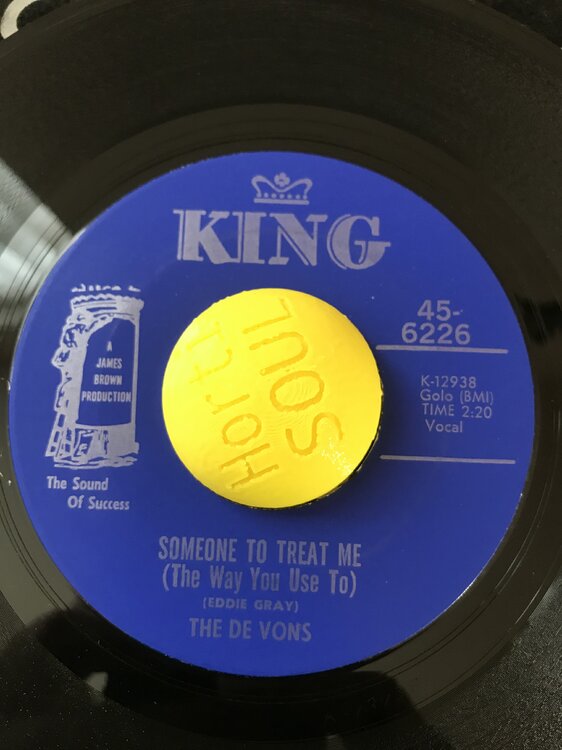 KING
45-
6226
A
JAMES
BROWN
PRODUCTION
K-12938
Golo (BMI)
TIME 2:20
Vocal
The Sound
Of Success
HorTI
SOUL
SOMEONE TO TREAT ME
(The Way You Use To)
(EDDIE GRAY)
THE DE VONS